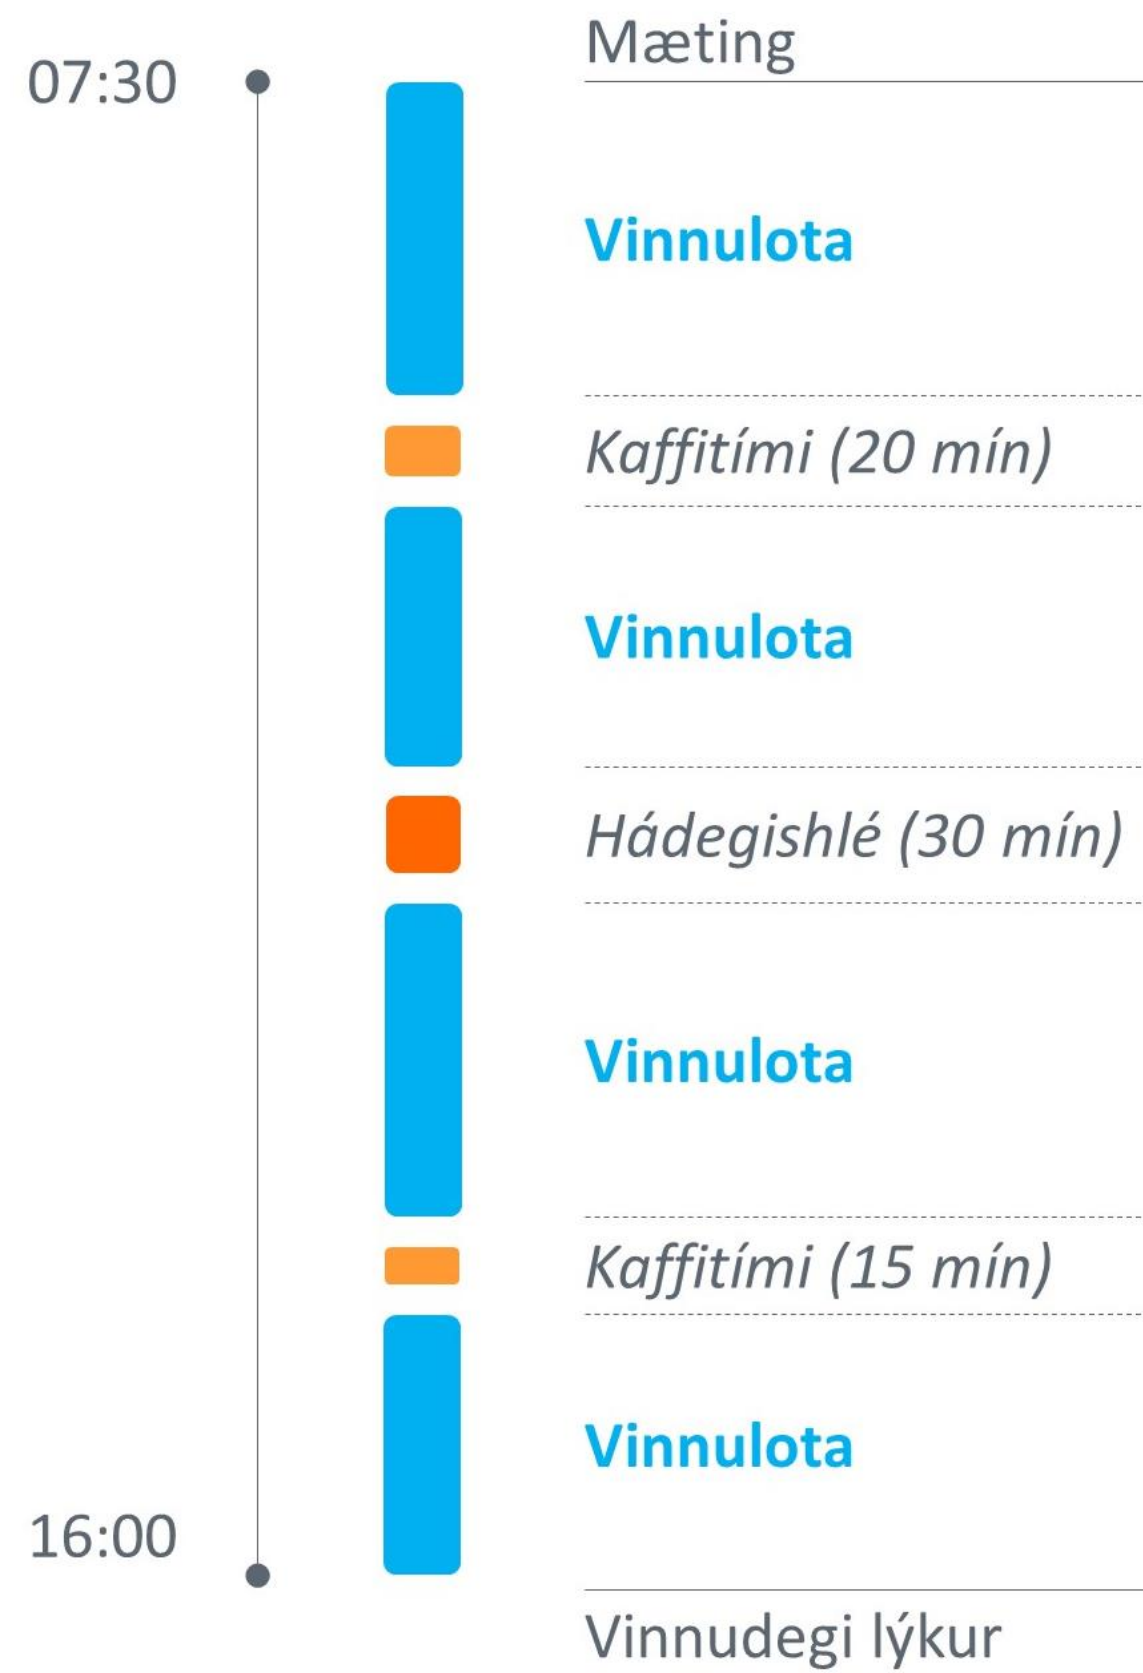 Mæting
07:30
Vinnulota
Kaffitími (20 mín)
Vinnulota
Hádegishlé (30 mín)
Vinnulota
Kaffitími (15 mín)
Vinnulota
16:00
Vinnudegi lýkur